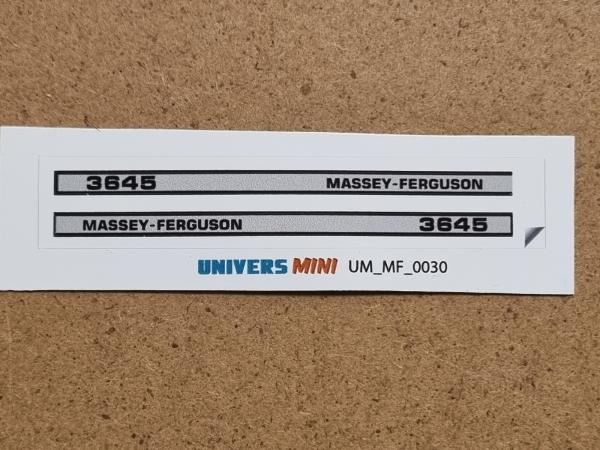 3645 MASSEY-FERGUSON
MASSEY-FERGUSON 3645
UNIVERS MINI UM_MF_0030